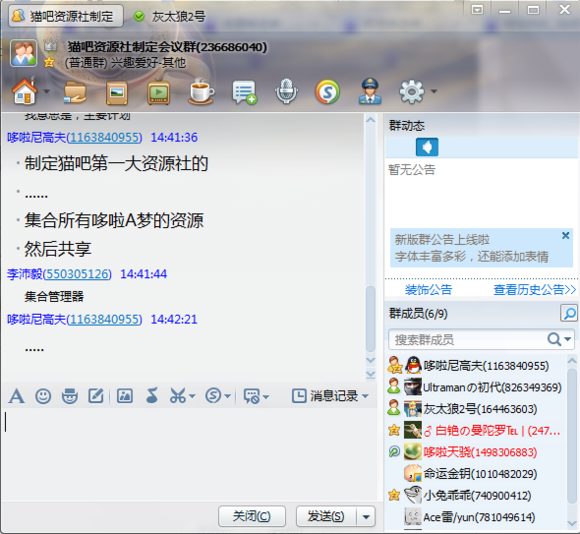 猫吧资源社制定
灰太狼2号
猫吧资源社制定会议群(236686040)
(普通群) 兴趣爱好-其他
我意思是，主要计划
哆啦尼高夫(1163840955) 14:41:36
制定猫吧第一大资源社的
......
集合所有哆啦A梦的资源
然后共享
李沛毅(550305126) 14:41:44
集合管理器
哆啦尼高夫(1163840955) 14:42:21
.....
消息记录
关闭(C)
发送(S)
群动态
暂无公告
新版群公告上线啦
字体丰富多彩，还能添加表情
装饰公告
查看历史公告>>
群成员(6/9)
搜索群成员
哆啦尼高夫(1163840955)
Ultramanの初代(826349369)
灰太狼2号(164463603)
♂白艳の曼陀罗℡ | (247...
哆啦天骁(1498306883)
命运金钥(1010482029)
小兔乖乖(740900412)
Ace雷/yun(781049614)